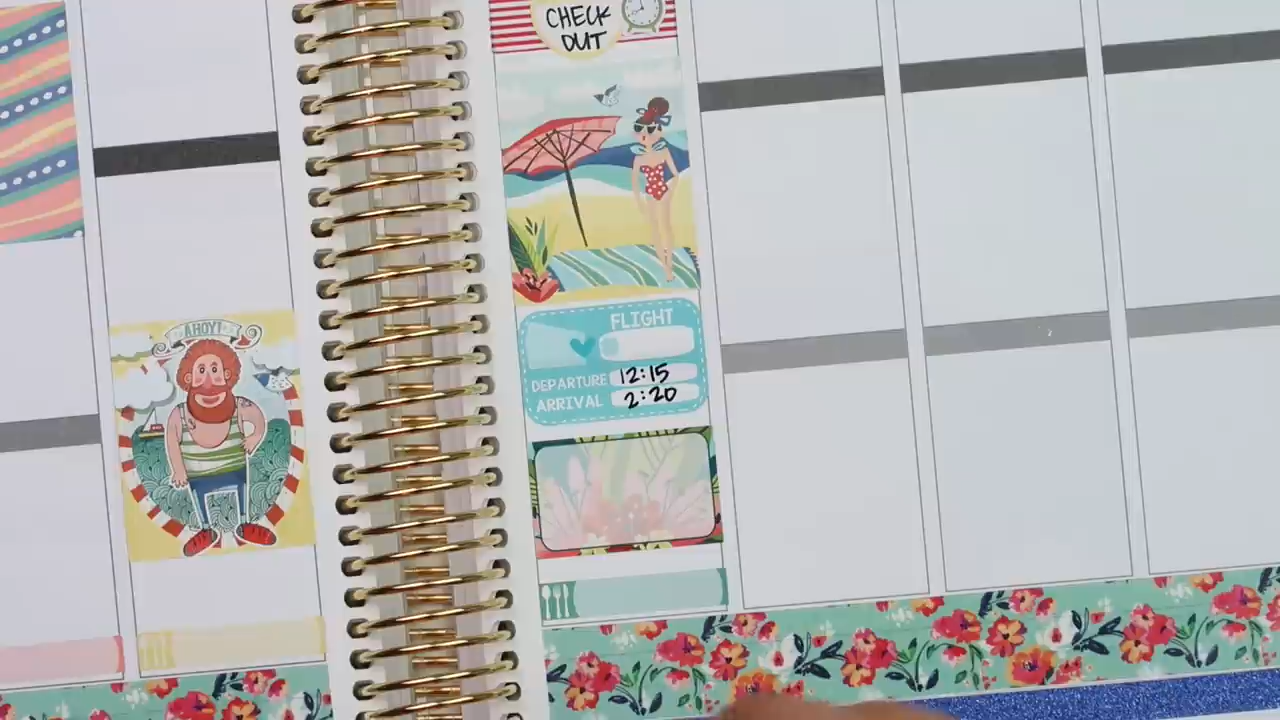 CHECK
OUT
AHOY!
FLIGHT
DEPARTURE 12:15
ARRIVAL 2:20